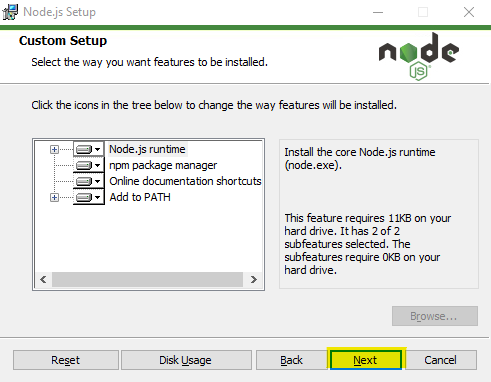 Node.js Setup
Custom Setup
Select the way you want features to be installed.
node
JS
Click the icons in the tree below to change the way features will be installed.
Node.js runtime
npm package manager
Online documentation shortcuts
Add to PATH
Install the core Node.js runtime
(node.exe).
This feature requires 11KB on your
hard drive. It has 2 of 2
subfeatures selected. The
subfeatures require 0KB on your
hard drive.
Browse...
Reset
Disk Usage
Back
Next
Cancel